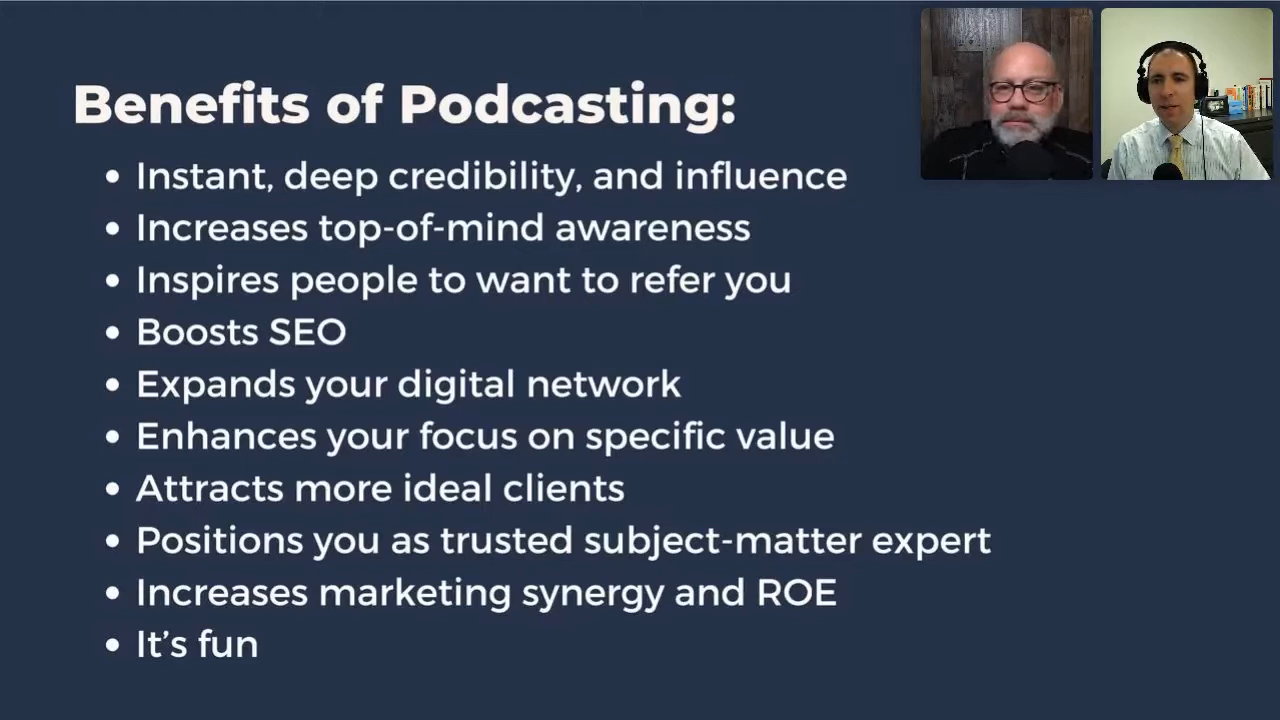 Benefits of Podcasting:
• Instant, deep credibility, and influence
• Increases top-of-mind awareness
• Inspires people to want to refer you
• Boosts SEO
• Expands your digital network
• Enhances your focus on specific value
• Attracts more ideal clients
• Positions you as trusted subject-matter expert
• Increases marketing synergy and ROE
• It’s fun